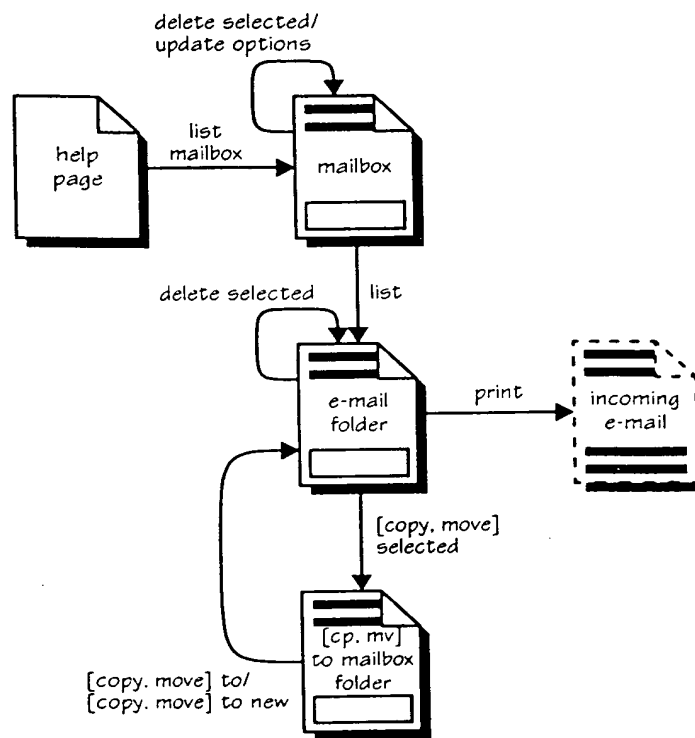 delete selected/
update options
help
page
list
mailbox
mailbox
delete selected
list
e-mail
folder
print
incoming
e-mail
[copy, move]
selected
[cp. mv]
to mailbox
folder
[copy. move] to/
[copy. move] to new